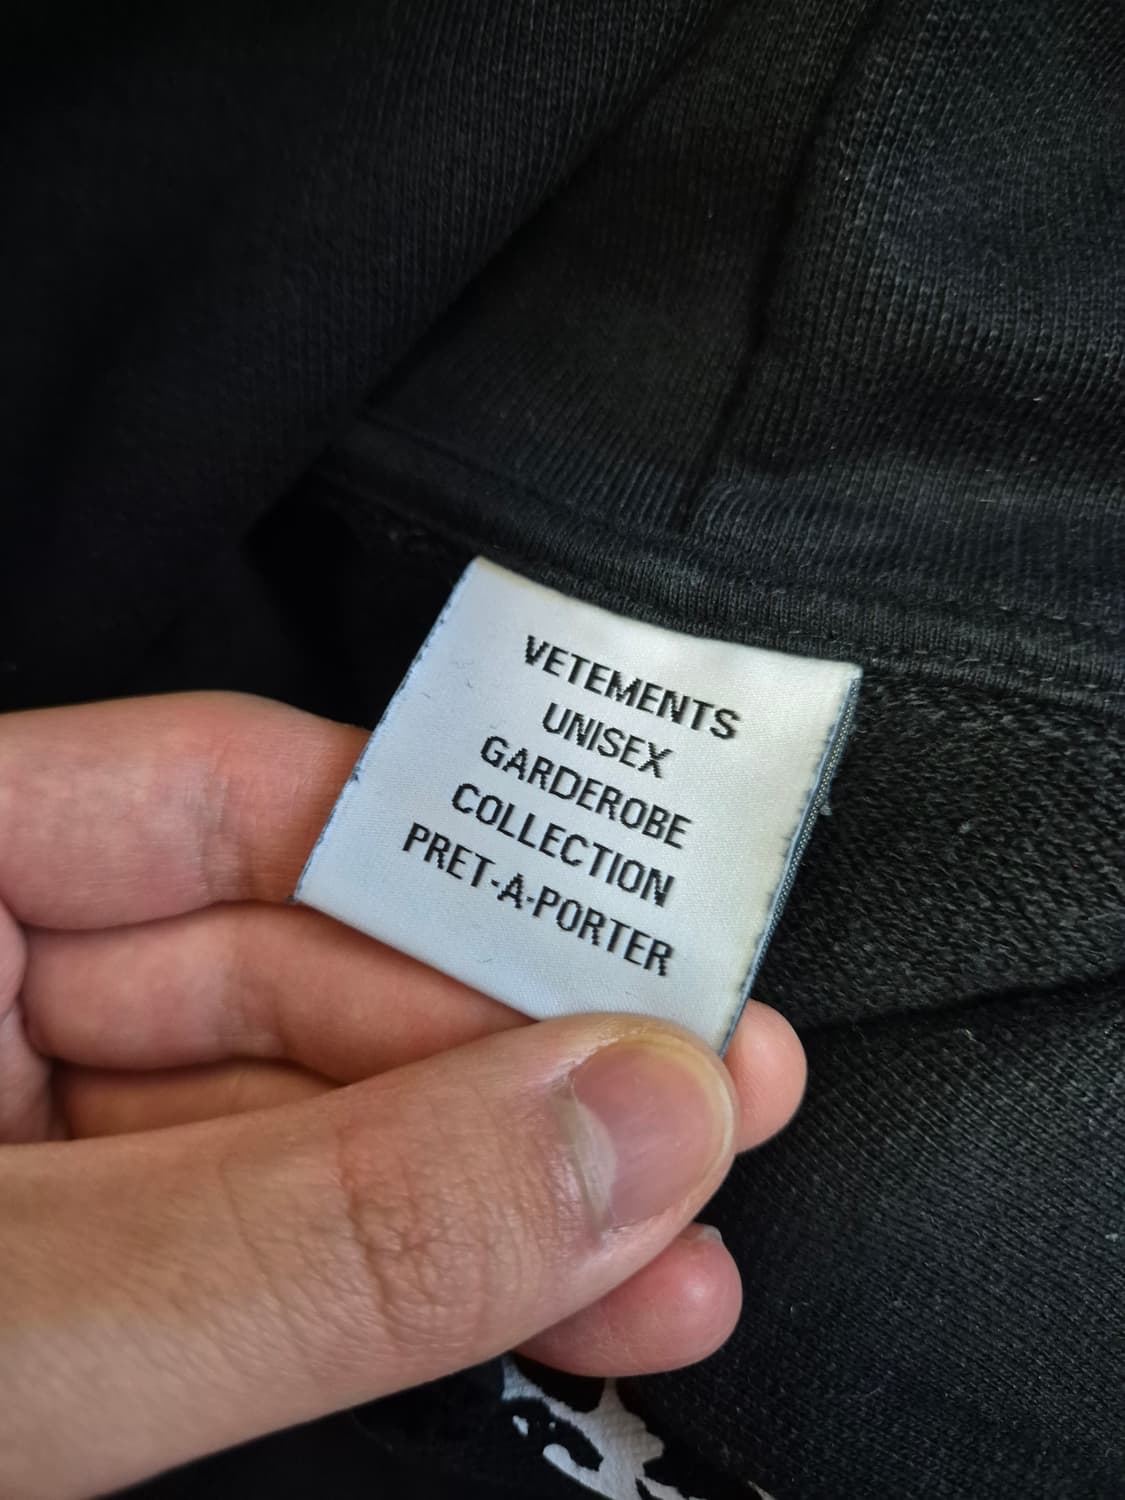 VETEMENTS
UNISEX
GARDEROBE
COLLECTION
PRET-A-PORTER